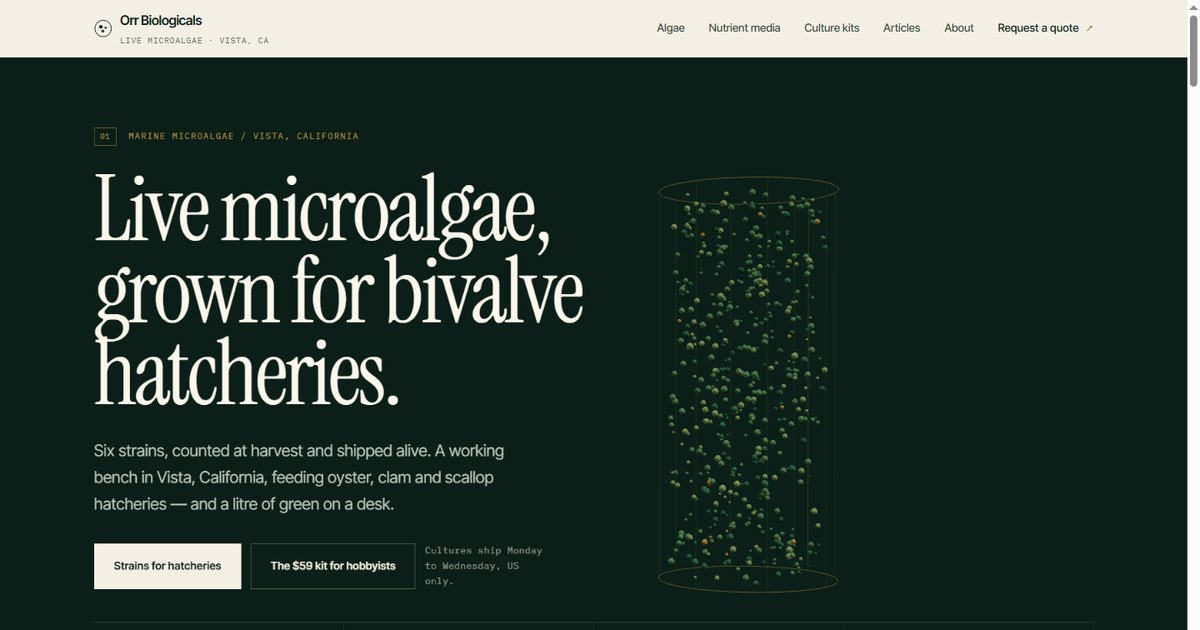 Orr Biologicals
LIVE MICROALGAE · VISTA, CA
Algae
Nutrient media
Culture kits
Articles
About
Request a quote ↗
01
MARINE MICROALGAE / VISTA, CALIFORNIA
Live microalgae,
grown for bivalve
hatcheries.
Six strains, counted at harvest and shipped alive. A working
bench in Vista, California, feeding oyster, clam and scallop
hatcheries — and a litre of green on a desk.
Strains for hatcheries
The $59 kit for hobbyists
Cultures ship Monday
to Wednesday, US
only.